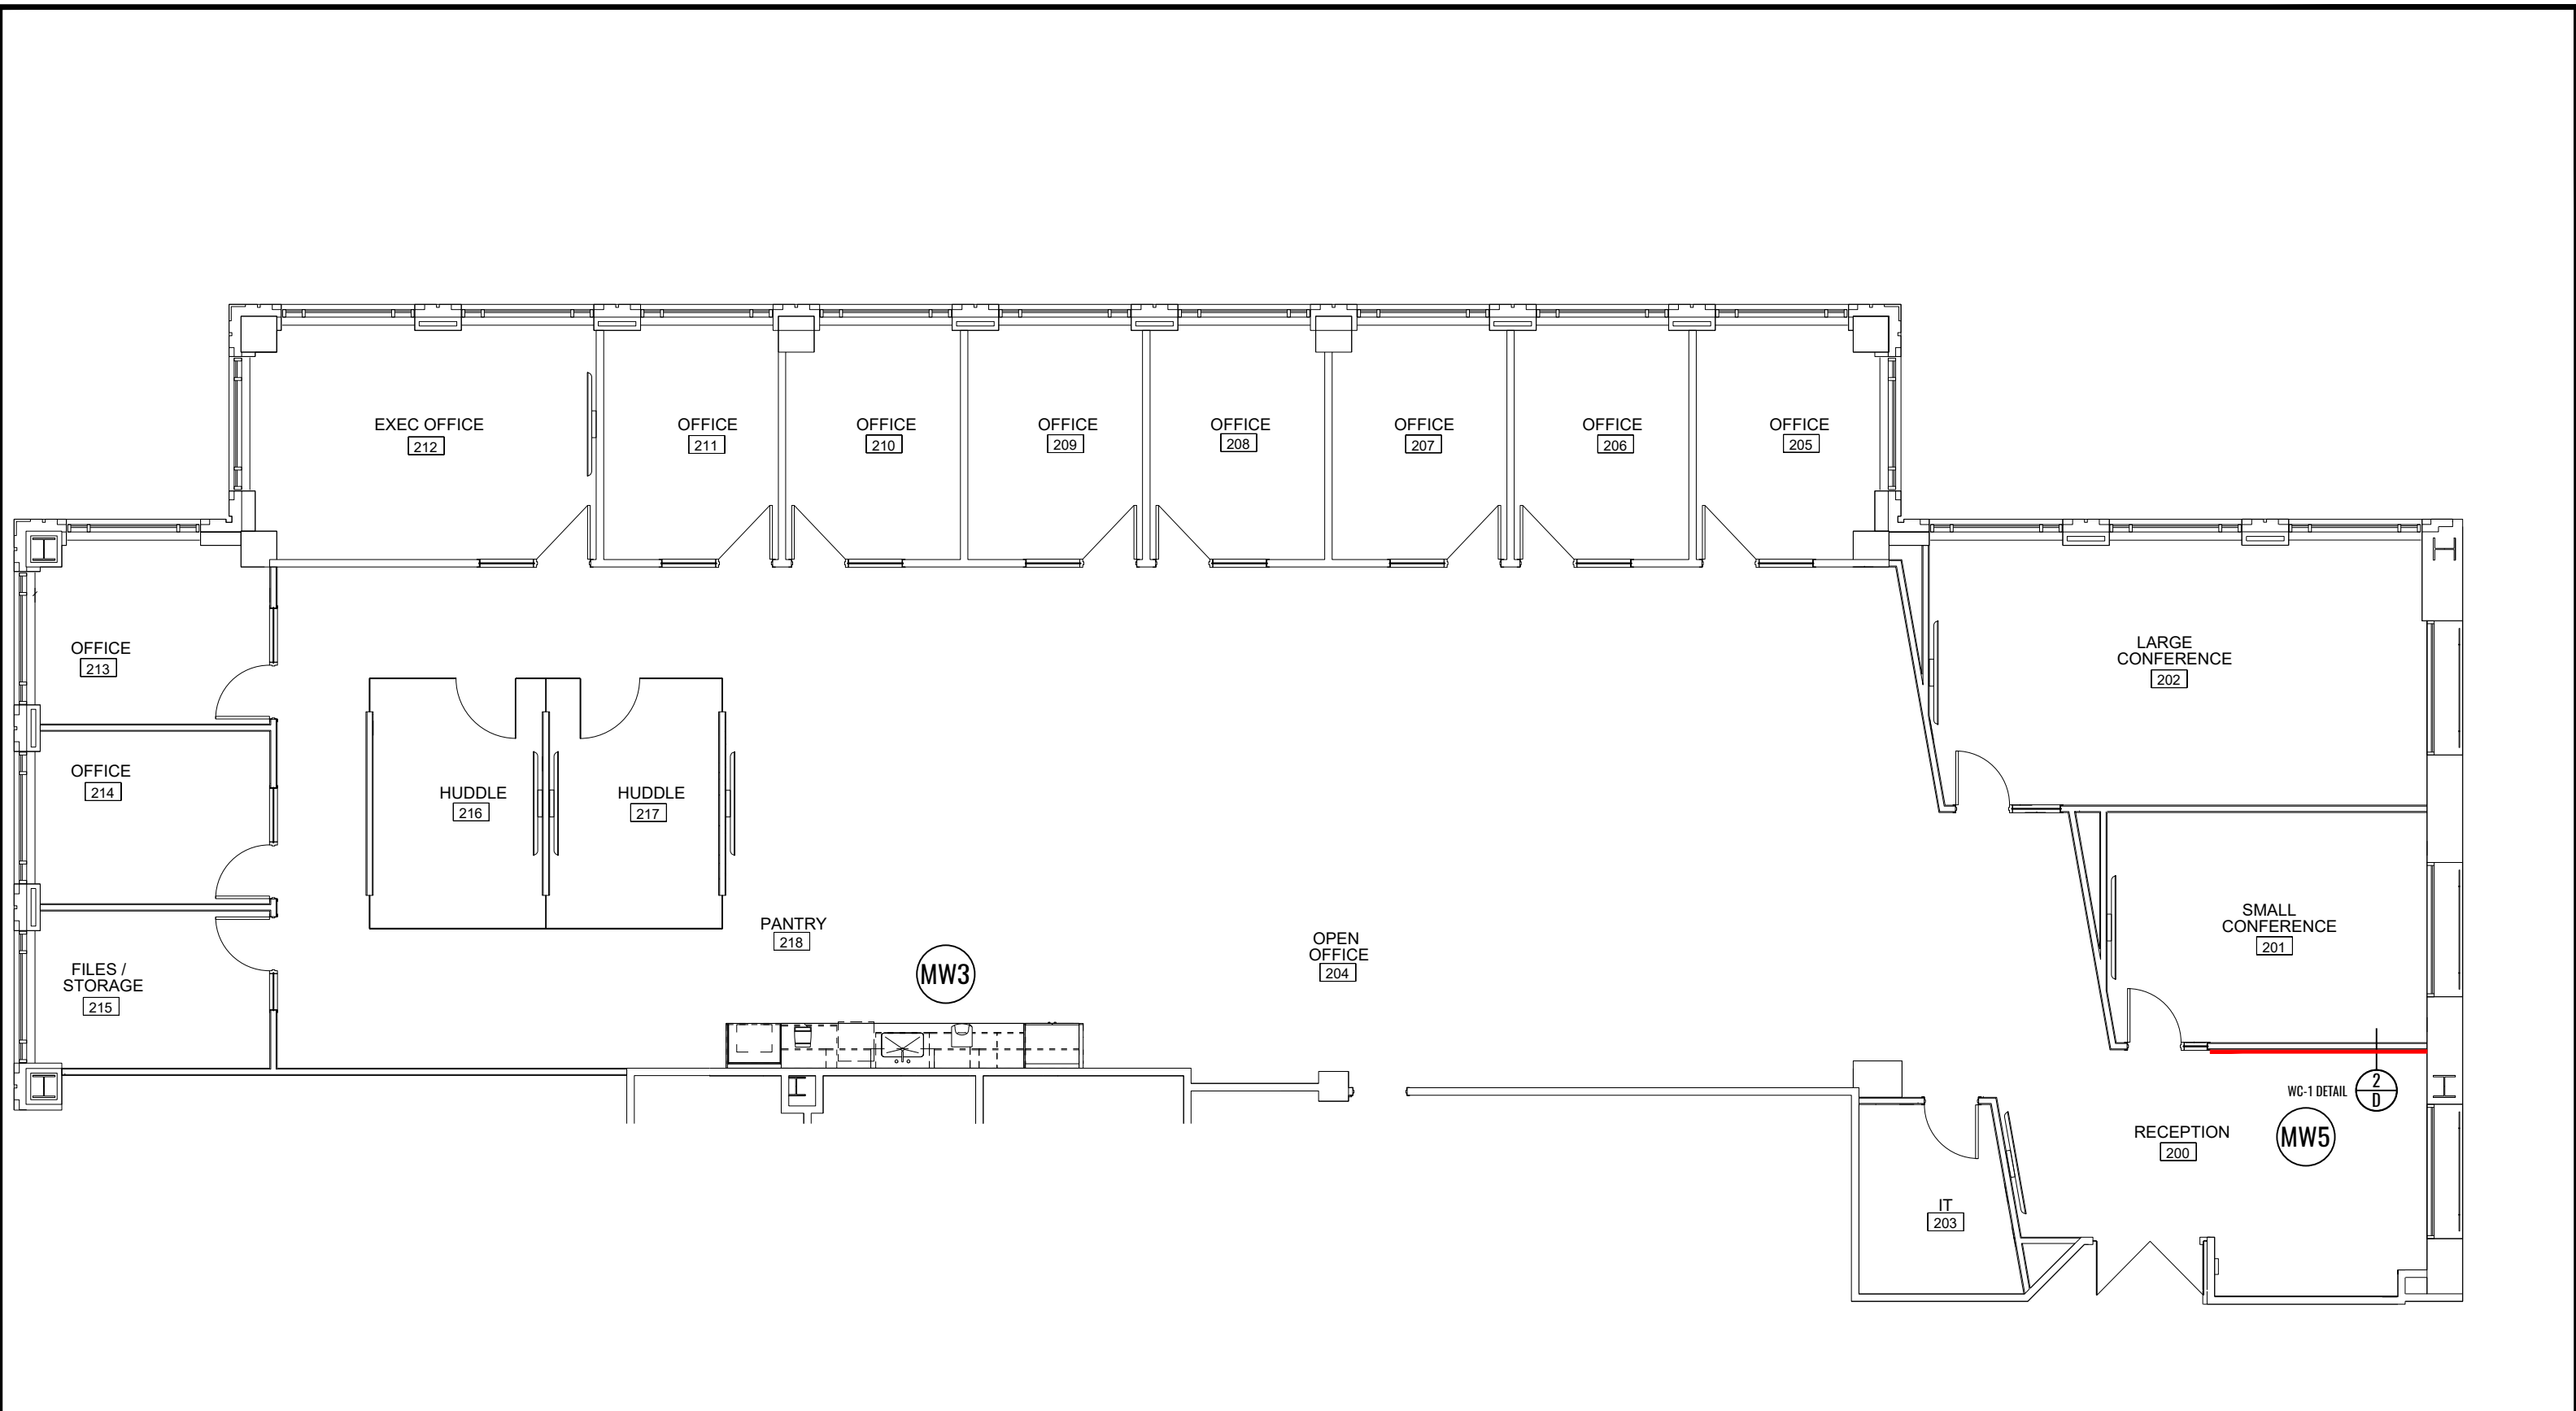 EXEC OFFICE
212
OFFICE
211
OFFICE
210
OFFICE
209
OFFICE
208
OFFICE
207
OFFICE
206
OFFICE
205
OFFICE
213
LARGE
CONFERENCE
202
OFFICE
214
HUDDLE
216
HUDDLE
217
PANTRY
218
MW3
OPEN
OFFICE
204
SMALL
CONFERENCE
201
FILES /
STORAGE
215
WC-1 DETAIL
2
D
RECEPTION
200
MW5
IT
203